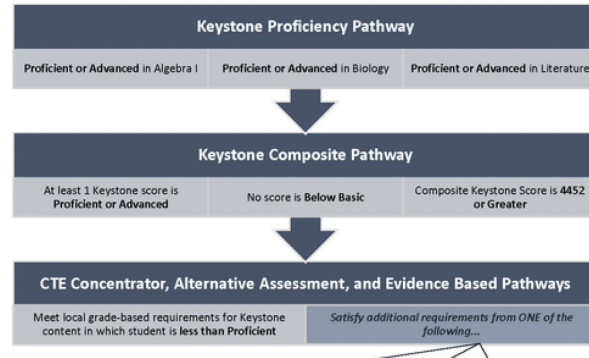 Keystone Proficiency Pathway
Proficient or Advanced in Algebra I
Proficient or Advanced in Biology
Proficient or Advanced in Literature
Keystone Composite Pathway
At least 1 Keystone score is
Proficient or Advanced
No score is Below Basic
Composite Keystone Score is 4452
or Greater
CTE Concentrator, Alternative Assessment, and Evidence Based Pathways
Meet local grade-based requirements for Keystone
content in which student is less than Proficient
Satisfy additional requirements from ONE of the
following...